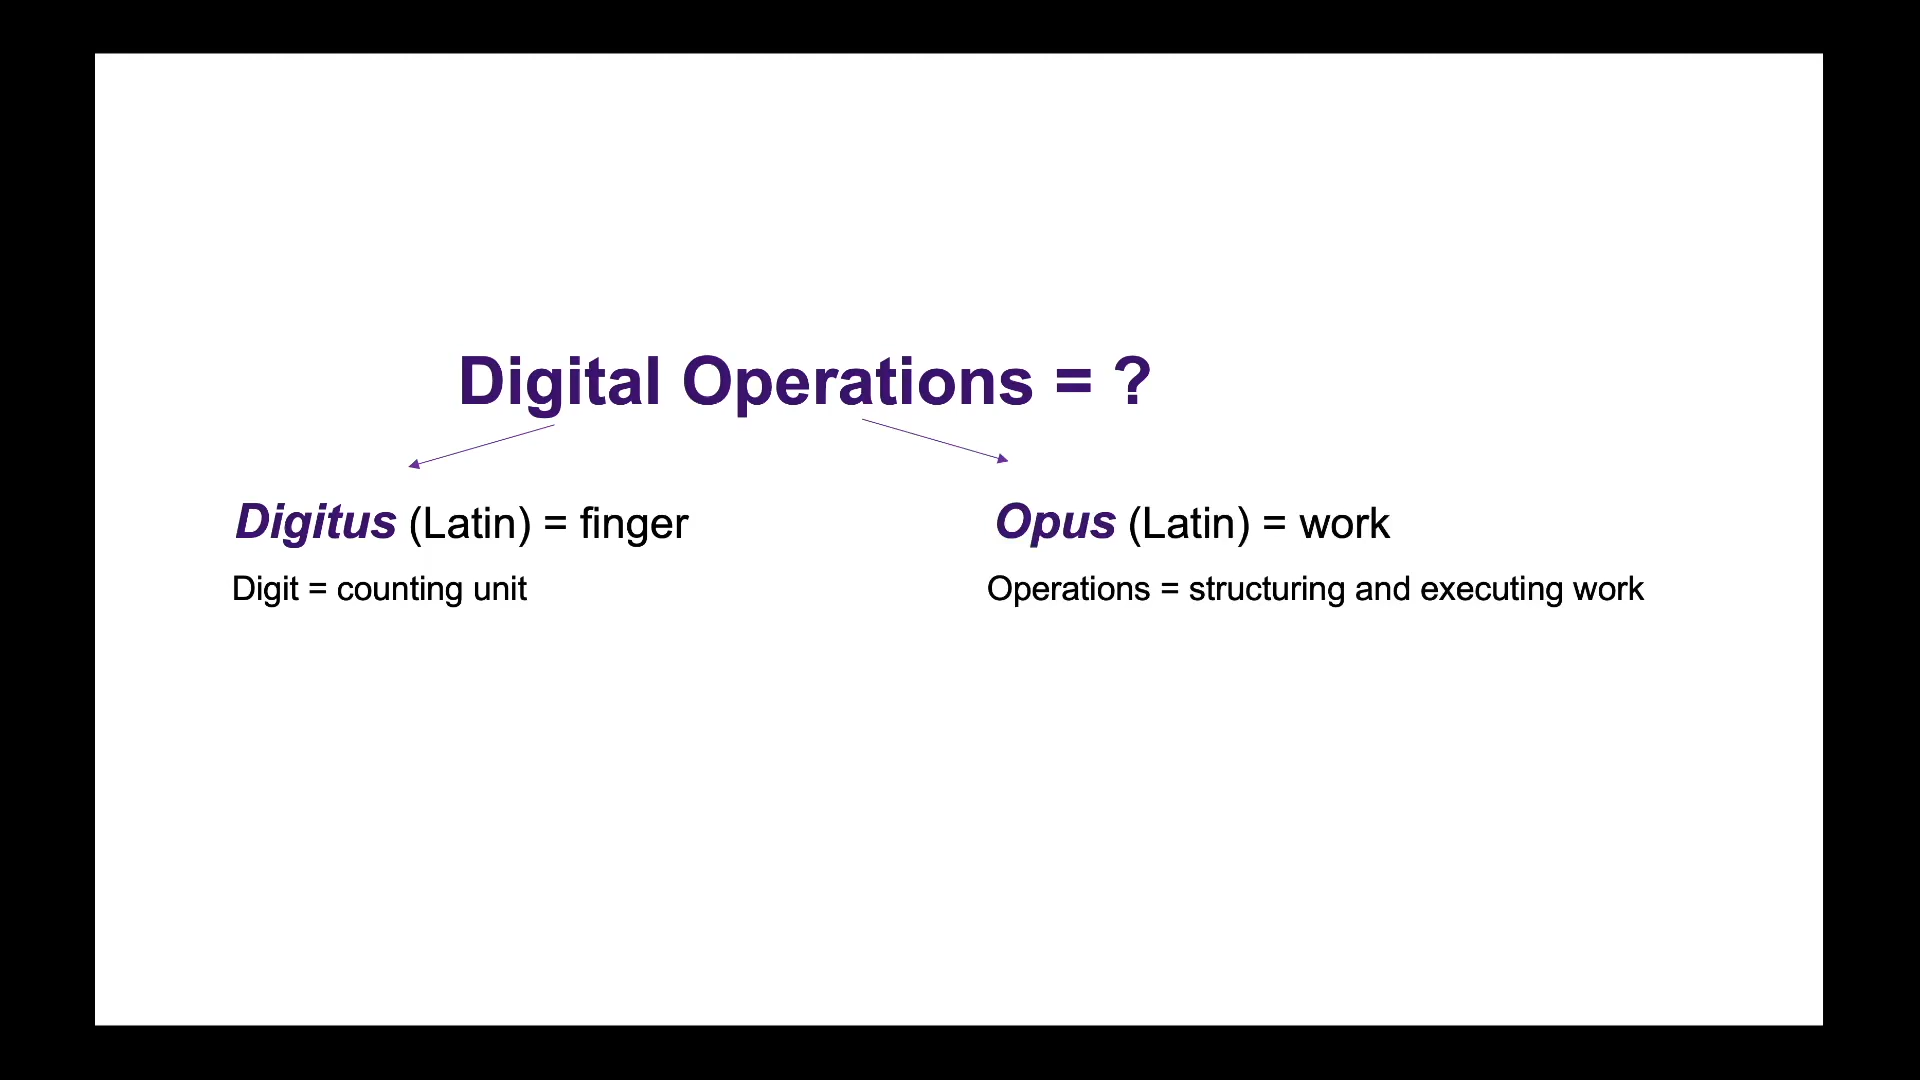 Digital Operations = ?
Digitus (Latin) = finger
Digit = counting unit
Opus (Latin) = work
Operations = structuring and executing work